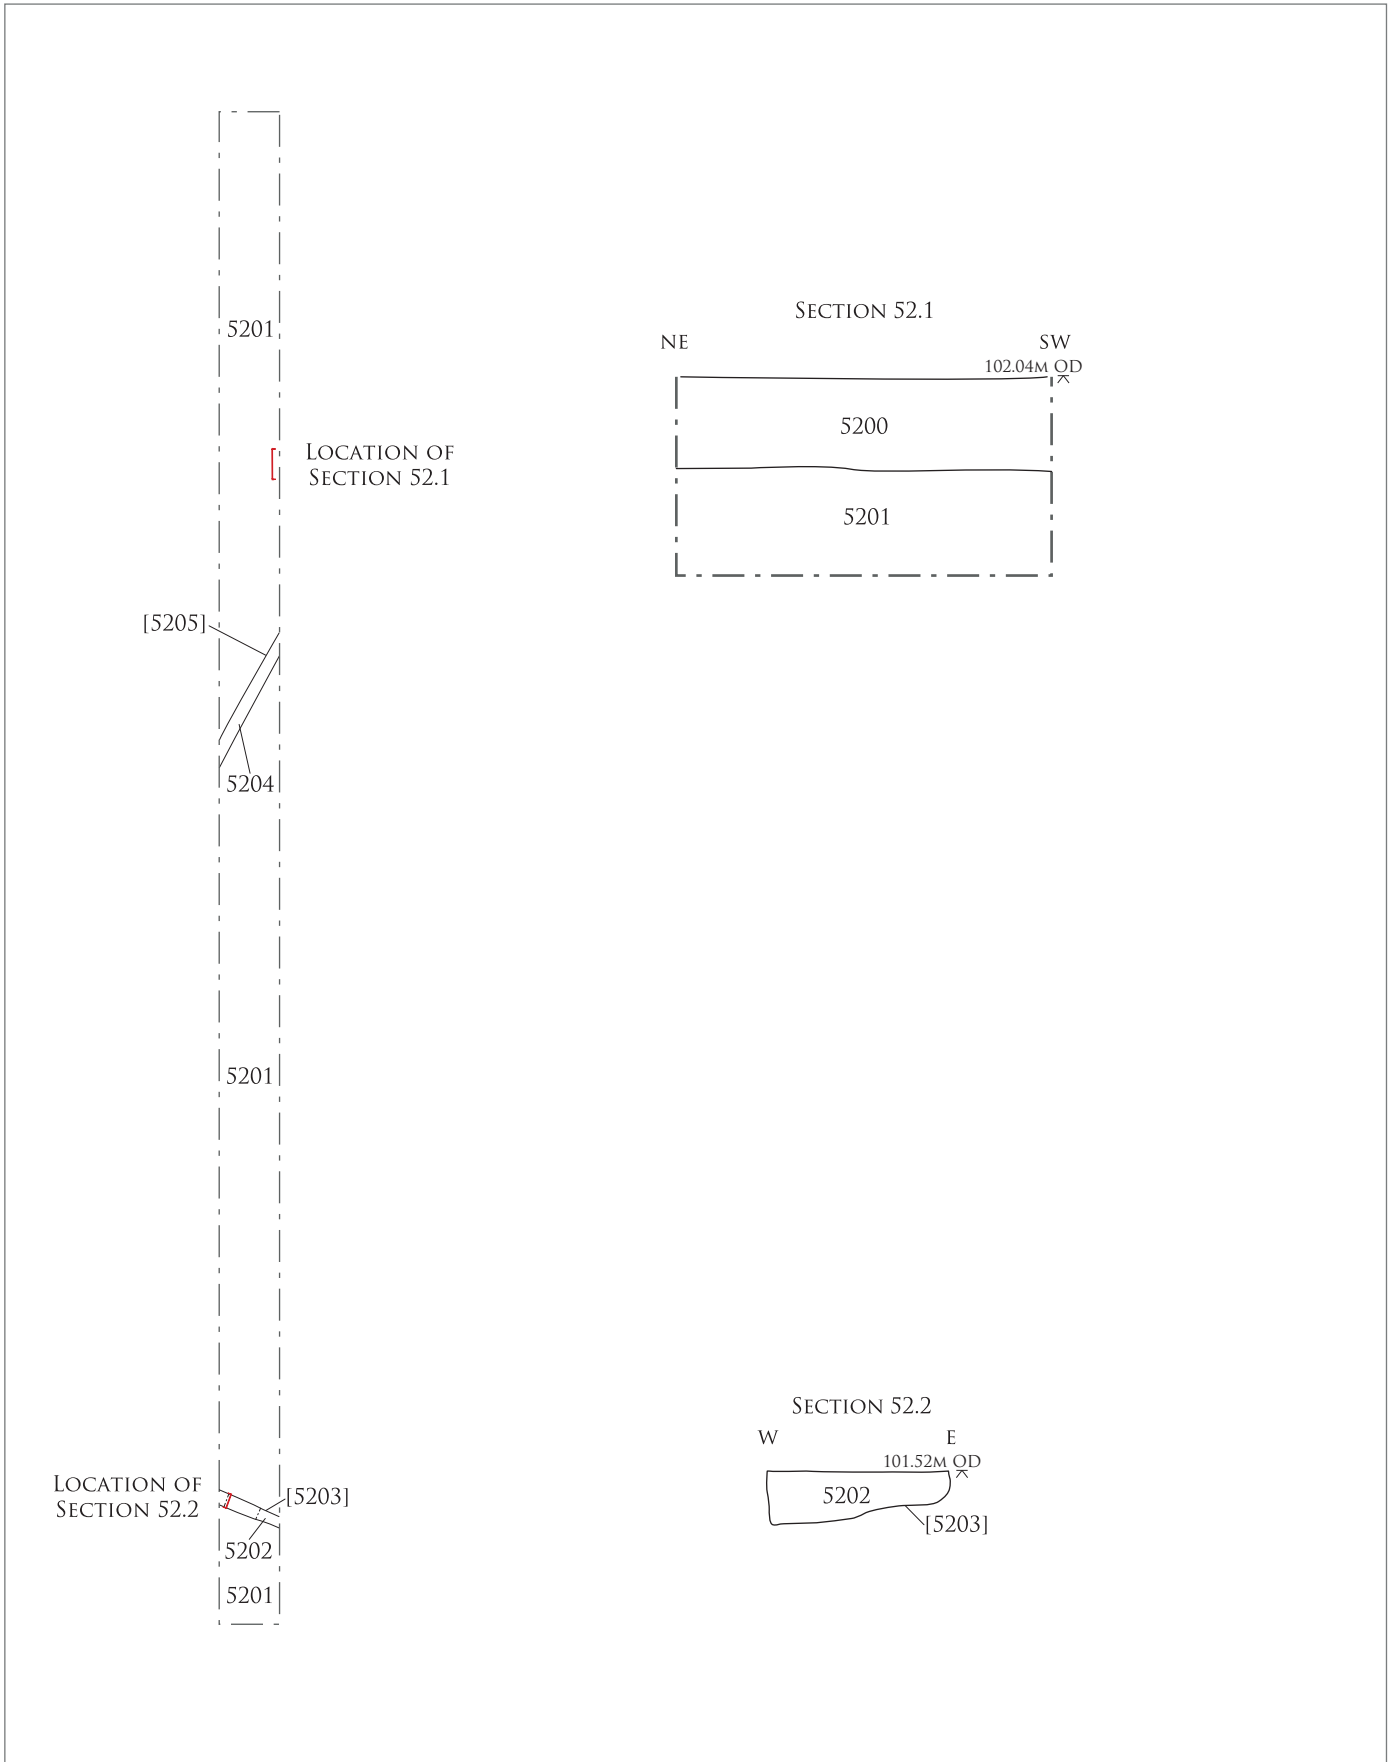 5201
Location of
Section 52.1
[5205]
5204
5201
Location of
Section 52.2
[5203]
5202
5201
Section 52.1
NE
SW
102.04m OD
5200
5201
Section 52.2
W
E
101.52m OD
5202
[5203]